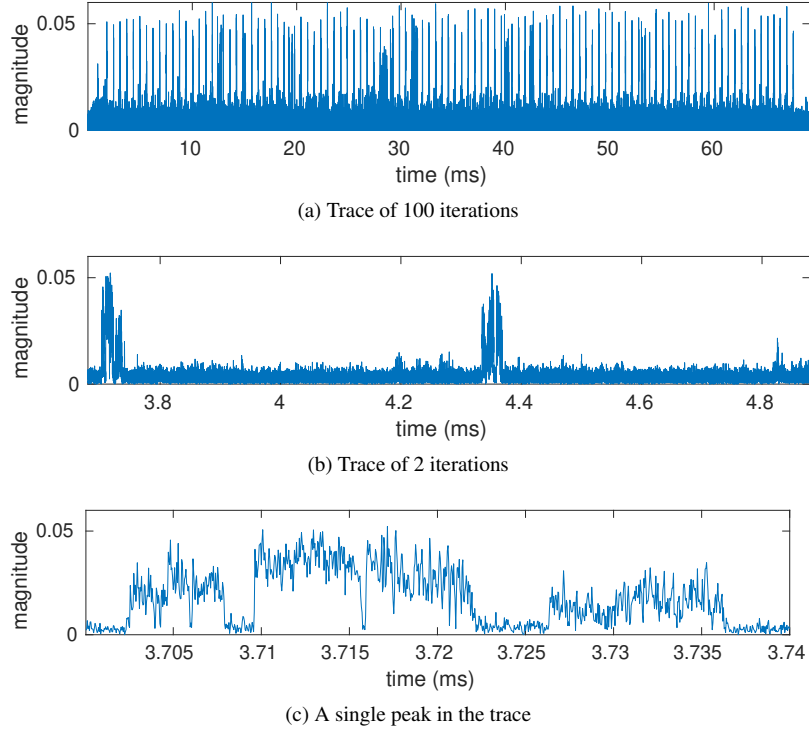 0.05
magnitude
0
10 20 30 40 50 60
time (ms)
(a) Trace of 100 iterations
0.05
magnitude
0
3.8 4 4.2 4.4 4.6 4.8
time (ms)
(b) Trace of 2 iterations
0.05
magnitude
0
3.705 3.71 3.715 3.72 3.725 3.73 3.735 3.74
time (ms)
(c) A single peak in the trace